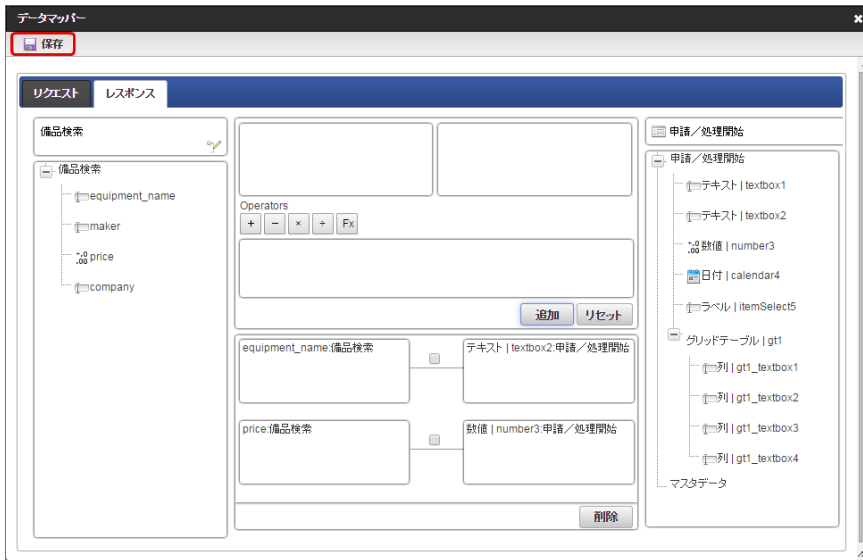 データマッパー
保存
リクエスト
レスポンス
備品検索
備品検索
equipment_name
maker
price
company
Operators
+ - × ÷ Fx
追加 リセット
equipment_name:備品検索
テキスト | textbox2:申請／処理開始
price:備品検索
数値 | number3:申請／処理開始
削除
申請／処理開始
申請／処理開始
テキスト | textbox1
テキスト | textbox2
数値 | number3
日付 | calendar4
ラベル | itemSelect5
グリッドテーブル | gt1
列 | gt1_textbox1
列 | gt1_textbox2
列 | gt1_textbox3
列 | gt1_textbox4
マスタデータ